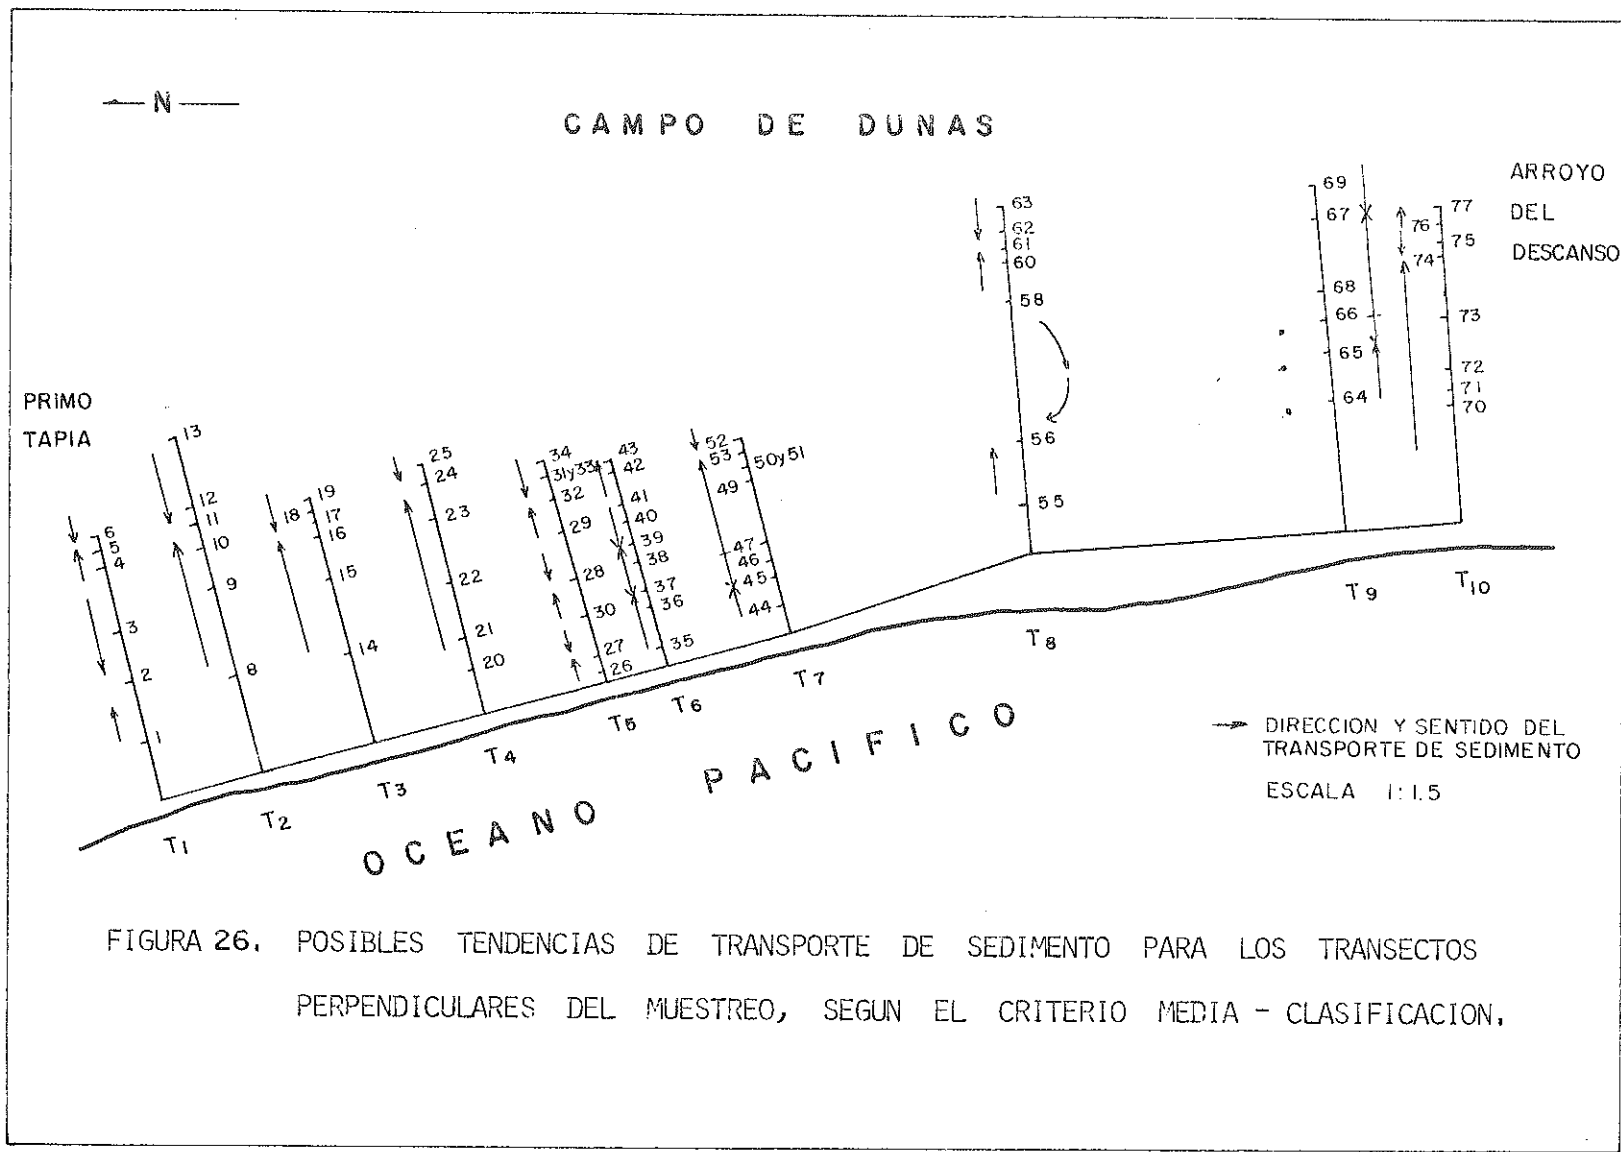 N
CAMPO DE DUNAS
ARROYO
DEL
DESCANSO
PRIMO
TAPIA
6
5
4
3
2
1
13
12
11
10
9
8
19
18
17
16
15
14
25
24
23
22
21
20
34
31y33
32
29
28
30
27
26
43
42
41
40
39
38
37
36
35
52
53
50y51
49
47
46
45
44
63
62
61
60
58
56
55
69
67
68
66
65
64
77
76
75
74
73
72
71
70
T1
T2
T3
T4
T5
T6
T7
T8
T9
T10
OCEANO PACIFICO
DIRECCION Y SENTIDO DEL
TRANSPORTE DE SEDIMENTO
ESCALA 1:1.5
FIGURA 26. POSIBLES TENDENCIAS DE TRANSPORTE DE SEDIMENTO PARA LOS TRANSECTOS
PERPENDICULARES DEL MUESTREO, SEGUN EL CRITERIO MEDIA - CLASIFICACION.